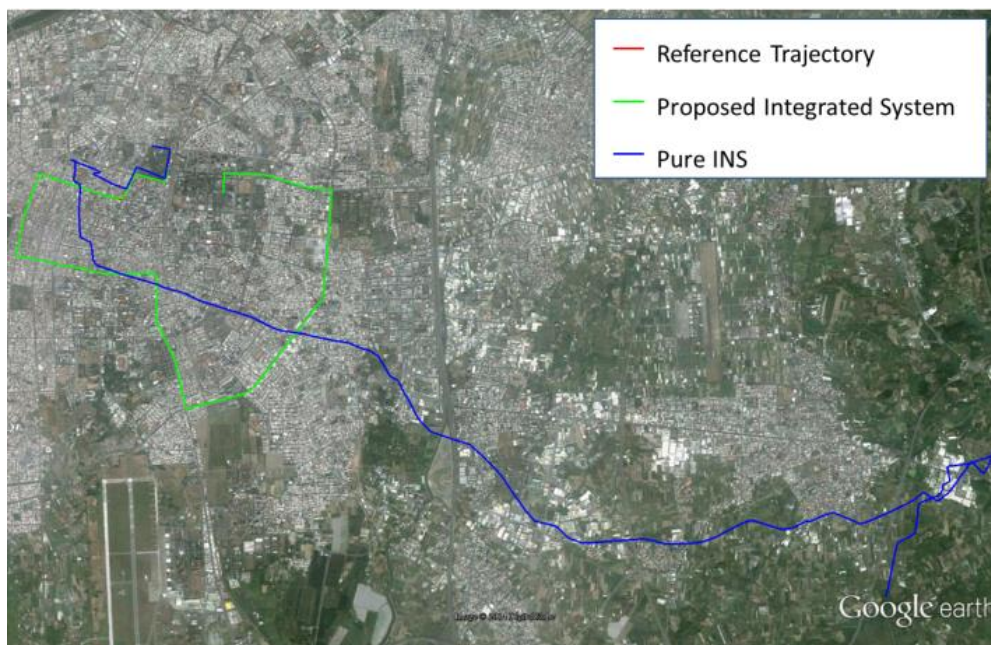 Reference Trajectory
Proposed Integrated System
Pure INS
Google earth